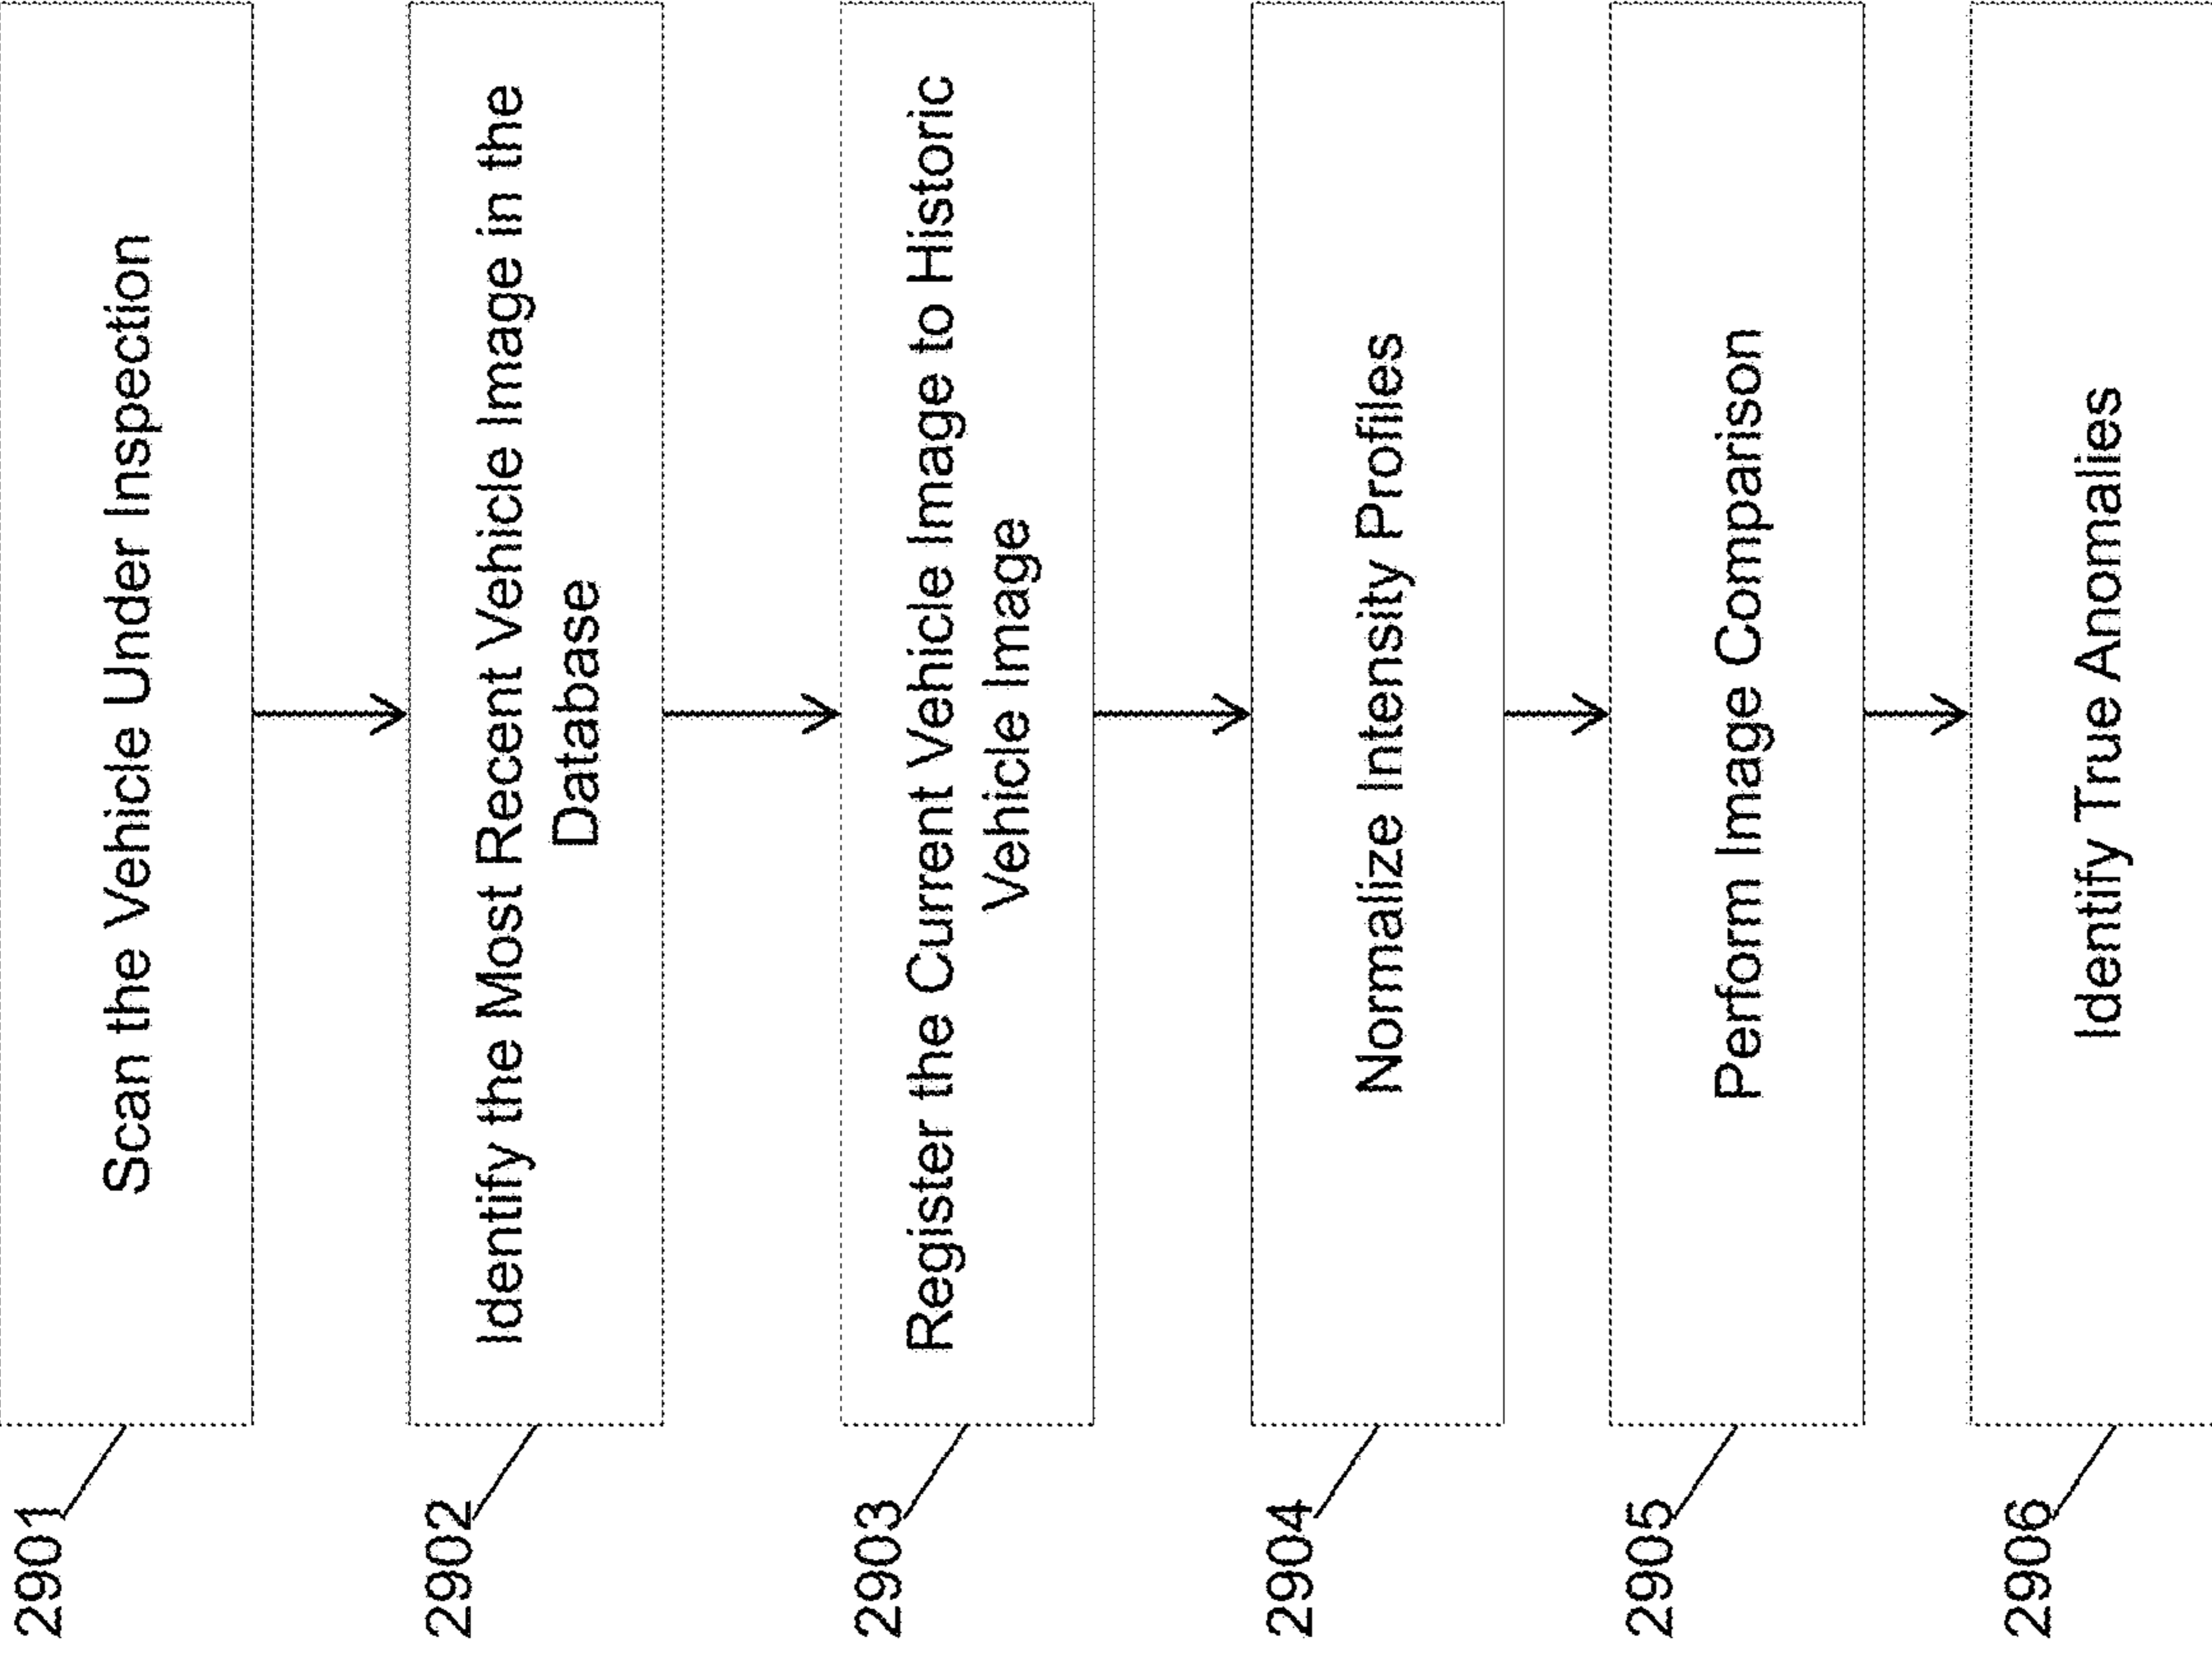 2901
Scan the Vehicle Under Inspection
2902
Identify the Most Recent Vehicle Image in the
Database
2903
Register the Current Vehicle Image to Historic
Vehicle Image
2904
Normalize Intensity Profiles
2905
Perform Image Comparison
2906
Identify True Anomalies